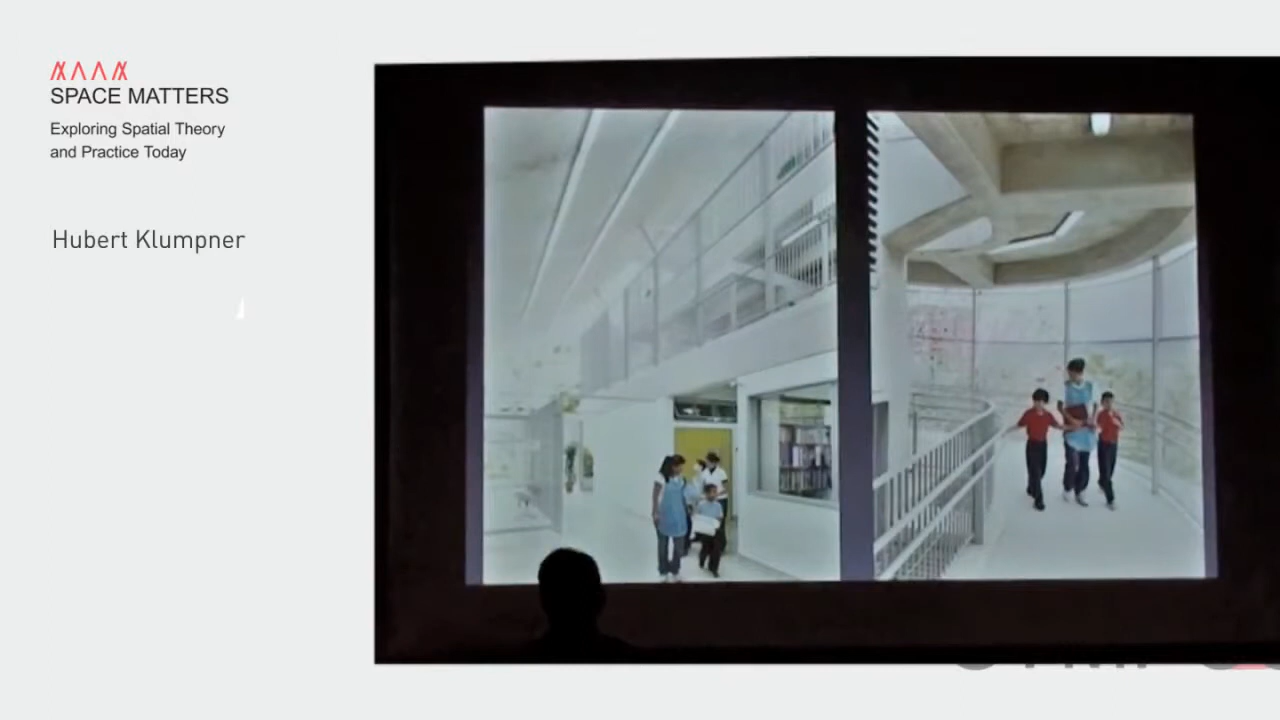 SPACE MATTERS
Exploring Spatial Theory
and Practice Today
Hubert Klumpner